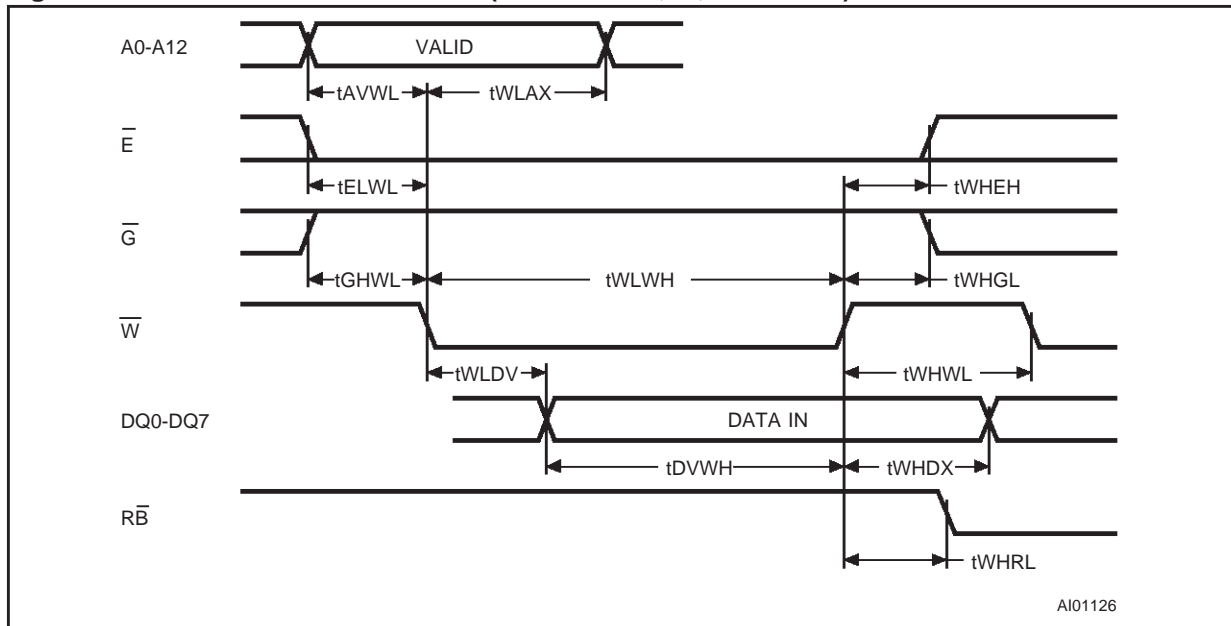 A0-A12
VALID
tAVWL
tWLAX
E̅
tELWL
tWHEH
G̅
tGHWL
tWLWH
tWHGL
W̅
tWLDV
tWHWL
DQ0-DQ7
DATA IN
tDVWH
tWHDX
RB̅
tWHRL
AI01126